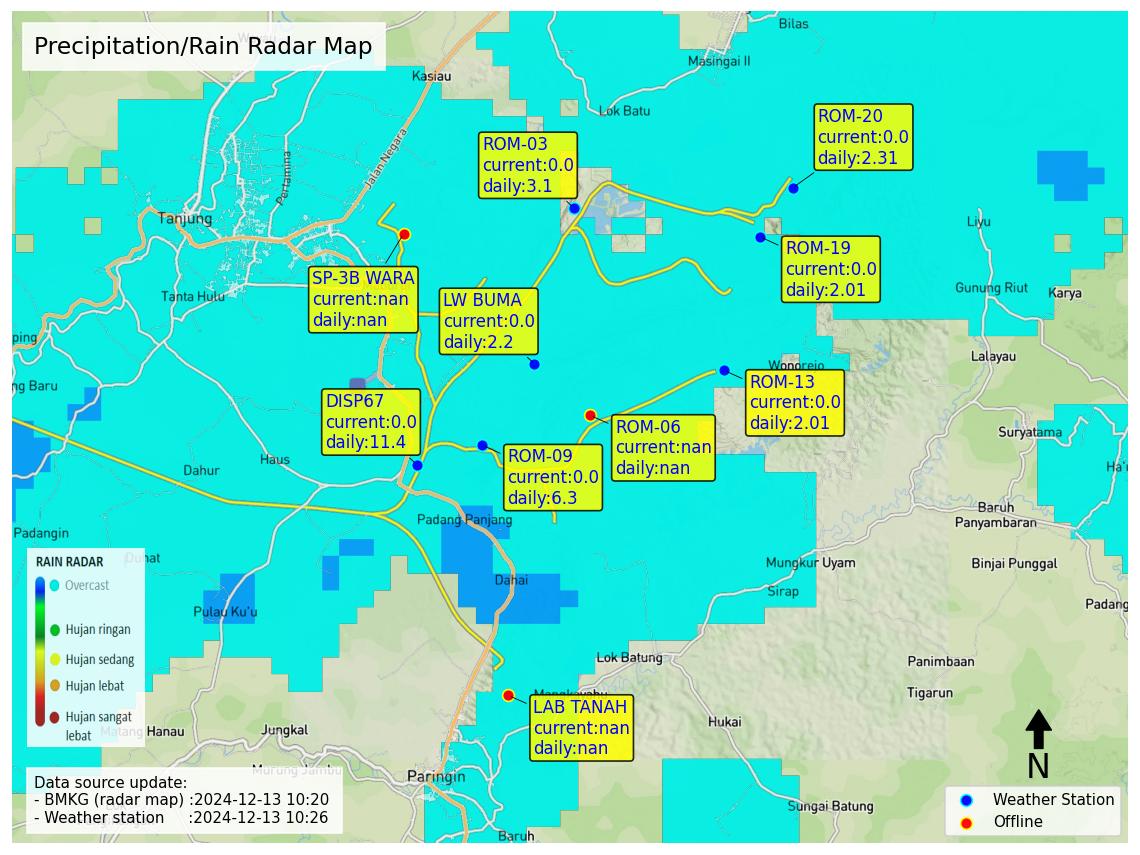 Precipitation/Rain Radar Map
Bilas
Masingai II
Kasiau
Lok Batu
Jalan Negara
Pertamina
Tanjung
Tanta Hulu
ROM-20
current:0.0
daily:2.31
ROM-03
current:0.0
daily:3.1
Liyu
ROM-19
current:0.0
daily:2.01
SP-3B WARA
current:nan
daily:nan
LW BUMA
current:0.0
daily:2.2
Gunung Riut
Karya
ping
Lalayau
Wonorejo
ng Baru
ROM-13
current:0.0
daily:2.01
DISP67
current:0.0
daily:11.4
ROM-06
current:nan
daily:nan
Suryatama
Haus
Dahur
ROM-09
current:0.0
daily:6.3
Ha'u
Baruh
Panyambaran
Padang Panjang
Padangin
Mungkur Uyam
Binjai Punggal
Dahai
Sirap
Padang
Pulau Ku'u
RAIN RADAR
Overcast
Hujan ringan
Hujan sedang
Hujan lebat
Hujan sangat
lebat
Lok Batung
Panimbaan
Tigarun
LAB TANAH
current:nan
daily:nan
Hukai
Jungkal
Paringin
Sungai Batung
Baruh
Data source update:
- BMKG (radar map) :2024-12-13 10:20
- Weather station :2024-12-13 10:26
N
Weather Station
Offline